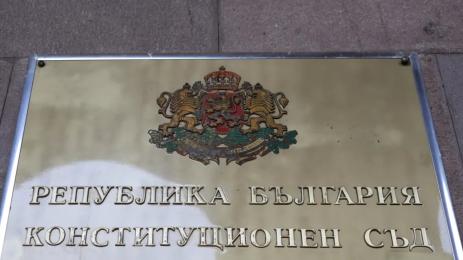 РЕПУБЛИКА БЪЛГАРИЯ
КОНСТИТУЦИОНЕН СЪД